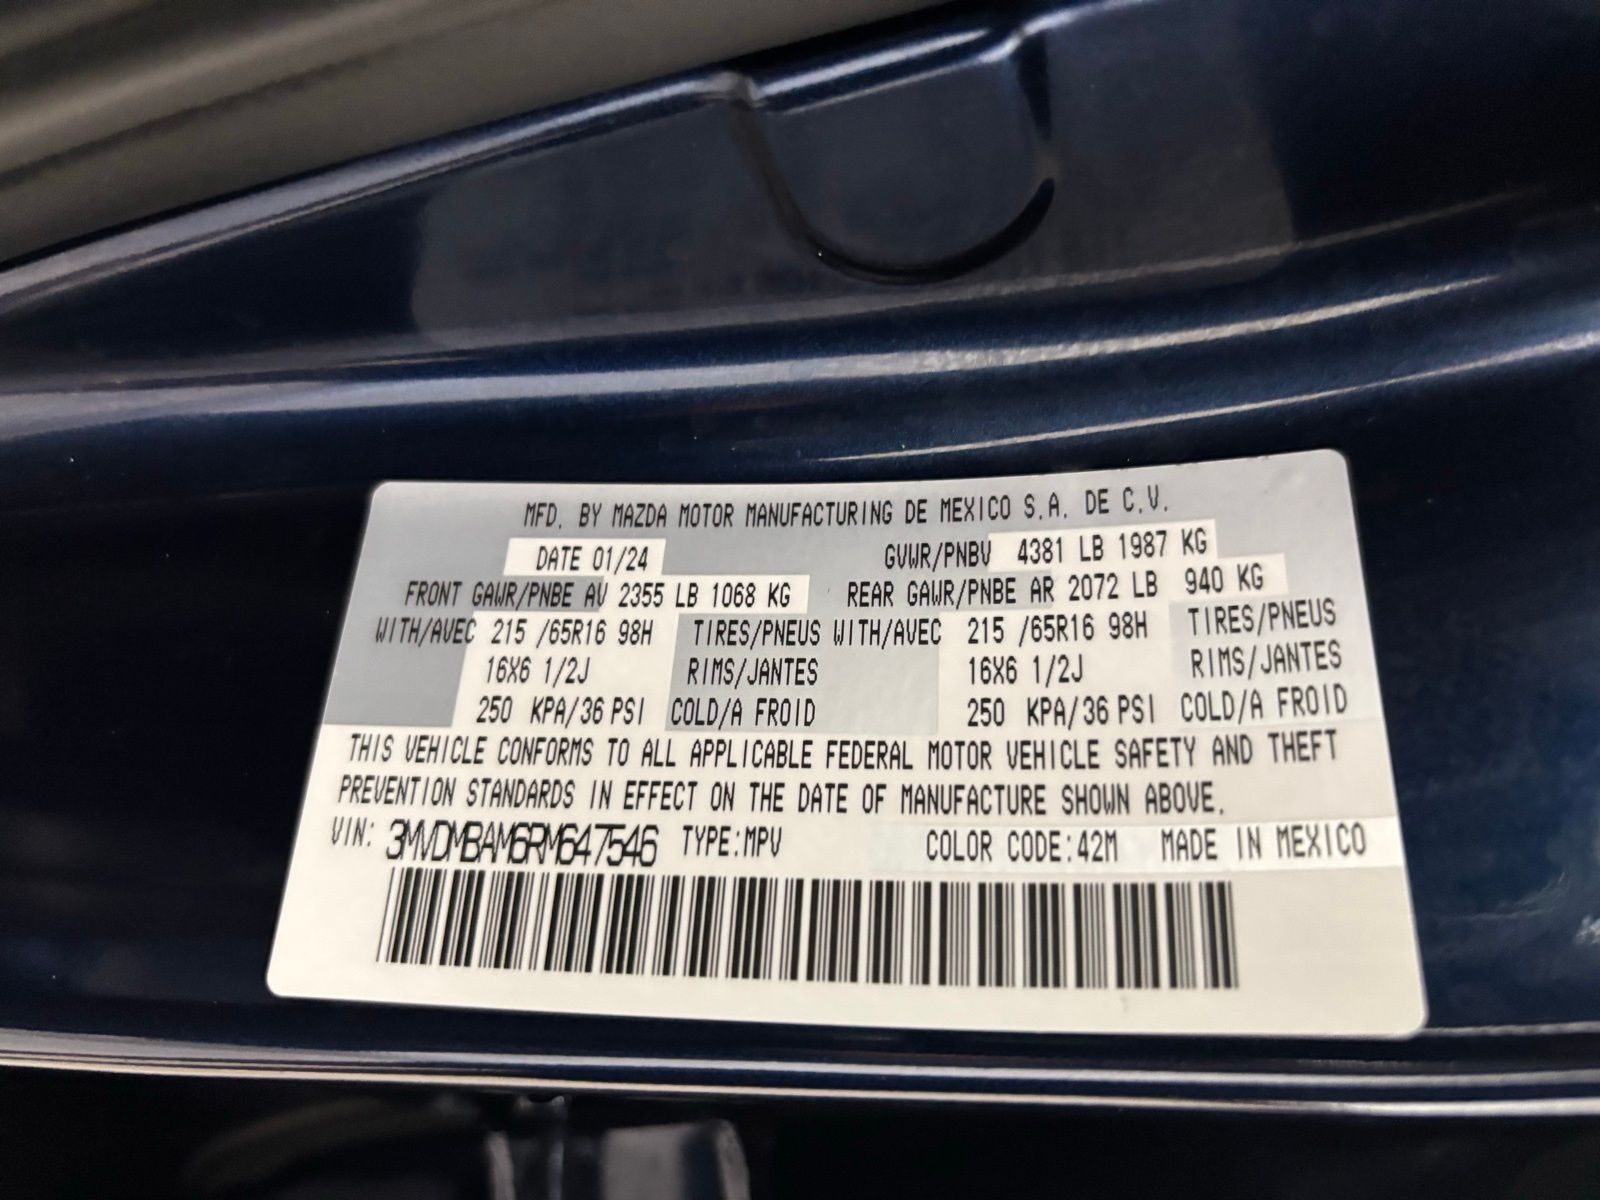 MFD. BY MAZDA MOTOR MANUFACTURING DE MEXICO S.A. DE C.V.
DATE 01/24 GVWR/PNBV 4381 LB 1987 KG
FRONT GAWR/PNBE AV 2355 LB 1068 KG REAR GAWR/PNBE AR 2072 LB 940 KG
WITH/AVEC 215 /65R16 98H TIRES/PNEUS WITH/AVEC 215 /65R16 98H TIRES/PNEUS
16X6 1/2J RIMS/JANTES 16X6 1/2J RIMS/JANTES
250 KPA/36 PSI COLD/A FROID 250 KPA/36 PSI COLD/A FROID
THIS VEHICLE CONFORMS TO ALL APPLICABLE FEDERAL MOTOR VEHICLE SAFETY AND THEFT
PREVENTION STANDARDS IN EFFECT ON THE DATE OF MANUFACTURE SHOWN ABOVE.
VIN: 3MVDMBAM6RM647546 TYPE:MPV COLOR CODE:42M MADE IN MEXICO